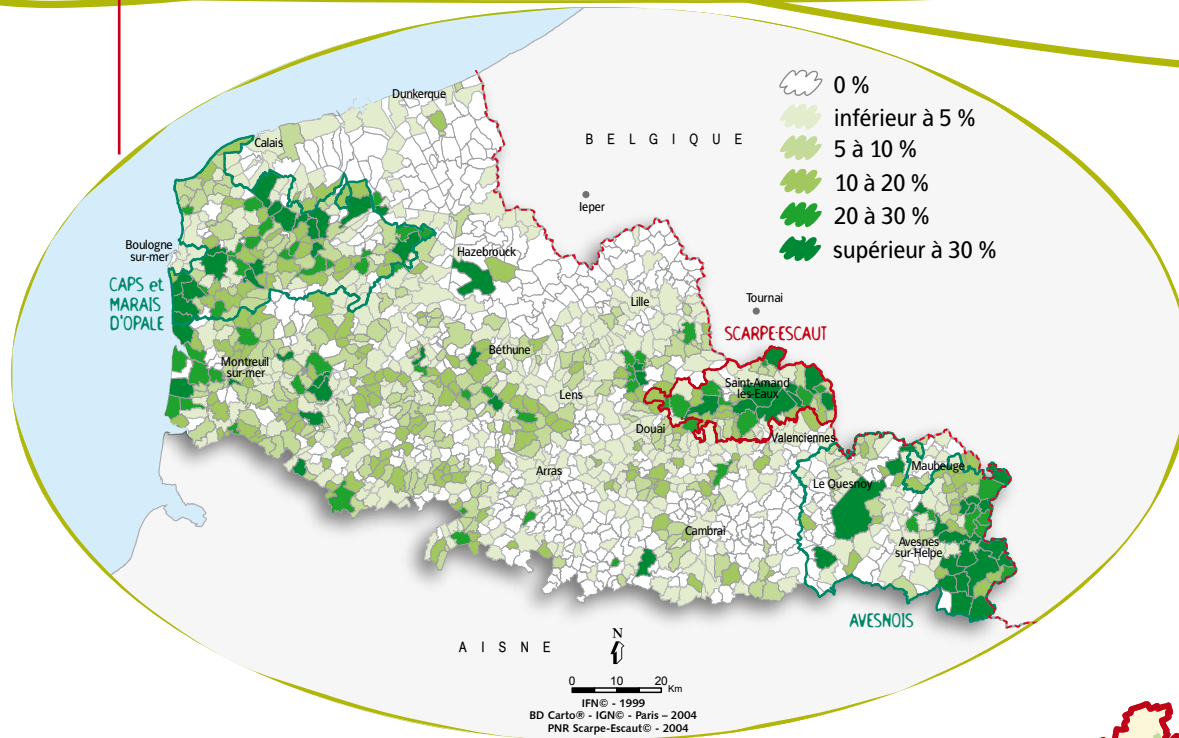 0 %
inférieur à 5 %
5 à 10 %
10 à 20 %
20 à 30 %
supérieur à 30 %
Dunkerque
Calais
BELGIQUE
Ieper
Boulogne
sur-mer
Hazebrouck
CAPS et
MARAIS
D'OPALE
Lille
Tournai
SCARPE-ESCAUT
Montreuil
sur-mer
Béthune
Saint-Amand
les-Eaux
Lens
Douai
Valenciennes
Arras
Maubeuge
Le Quesnoy
Cambrai
Avesnes
sur-Helpe
AVESNOIS
AISNE
N
0 10 20 Km
IFN© - 1999
BD Carto® - IGN© - Paris – 2004
PNR Scarpe-Escaut© - 2004